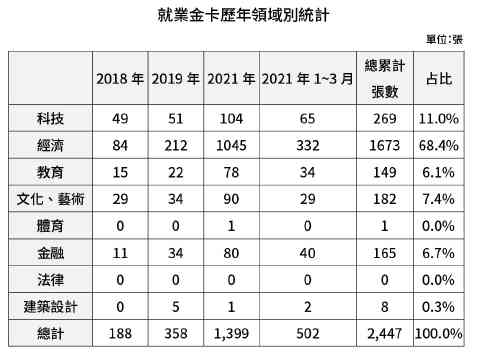 就業金卡歷年領域別統計
單位:張
2018 年 2019 年 2021 年 2021 年 1~3 月 總累計張數 占比
科技 49 51 104 65 269 11.0%
經濟 84 212 1045 332 1673 68.4%
教育 15 22 78 34 149 6.1%
文化、藝術 29 34 90 29 182 7.4%
體育 0 0 1 0 1 0.0%
金融 11 34 80 40 165 6.7%
法律 0 0 0 0 0 0.0%
建築設計 0 5 1 2 8 0.3%
總計 188 358 1,399 502 2,447 100.0%